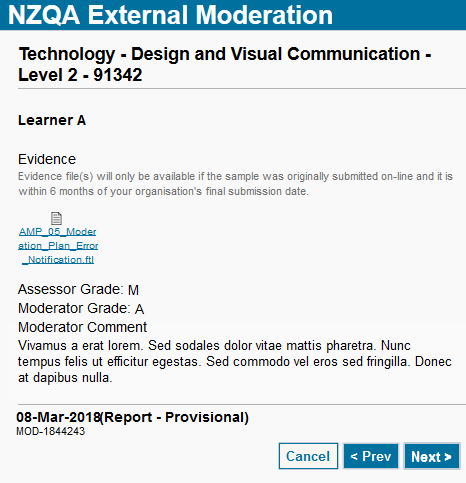 NZQA External Moderation
Technology - Design and Visual Communication -
Level 2 - 91342
Learner A
Evidence
Evidence file(s) will only be available if the sample was originally submitted on-line and it is
within 6 months of your organisation's final submission date.
AMP_05_Moder
ation_Plan_Error
_Notification.ftl
Assessor Grade: M
Moderator Grade: A
Moderator Comment
Vivamus a erat lorem. Sed sodales dolor vitae mattis pharetra. Nunc
tempus felis ut efficitur egestas. Sed commodo vel eros sed fringilla. Donec
at dapibus nulla.
08-Mar-2018(Report - Provisional)
MOD-1844243
Cancel < Prev Next >